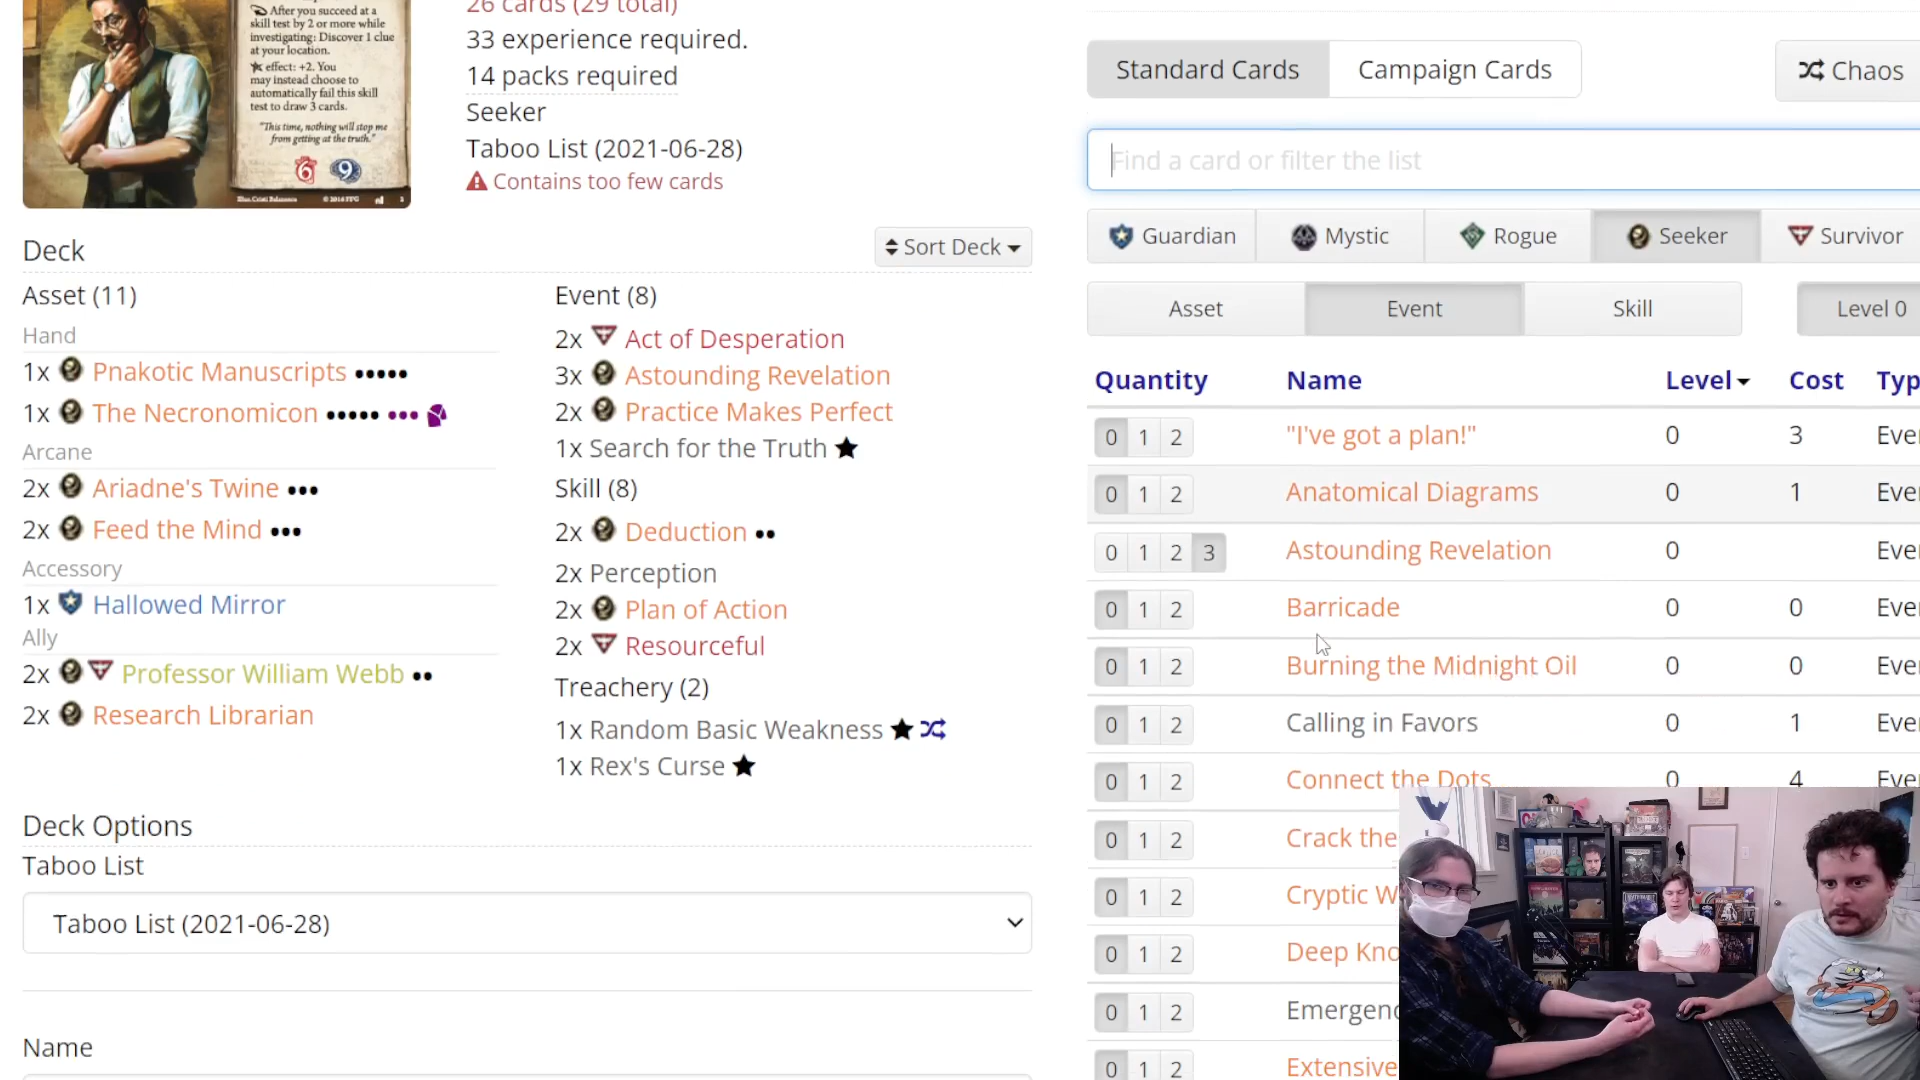 After you succeed at a
skill test by 2 or more while
investigating: Discover 1 clue
at your location.
effect: +2. You
may instead choose to
automatically fail this skill
test to draw 3 cards.
"This time, nothing will stop me
from getting at the truth."
6 9
26 cards (29 total)
33 experience required.
14 packs required
Seeker
Taboo List (2021-06-28)
Contains too few cards
Deck
Sort Deck
Asset (11)
Hand
1x Pnakotic Manuscripts
1x The Necronomicon
Arcane
2x Ariadne's Twine
2x Feed the Mind
Accessory
1x Hallowed Mirror
Ally
2x Professor William Webb
2x Research Librarian
Event (8)
2x Act of Desperation
3x Astounding Revelation
2x Practice Makes Perfect
1x Search for the Truth
Skill (8)
2x Deduction
2x Perception
2x Plan of Action
2x Resourceful
Treachery (2)
1x Random Basic Weakness
1x Rex's Curse
Deck Options
Taboo List
Taboo List (2021-06-28)
Name
Standard Cards Campaign Cards Chaos
Find a card or filter the list
Guardian Mystic Rogue Seeker Survivor
Asset Event Skill Level 0
Quantity Name Level Cost Typ
0 1 2 "I've got a plan!" 0 3 Ever
0 1 2 Anatomical Diagrams 0 1 Ever
0 1 2 3 Astounding Revelation 0 Ever
0 1 2 Barricade 0 0 Ever
0 1 2 Burning the Midnight Oil 0 0 Ever
0 1 2 Calling in Favors 0 1 Ever
0 1 2 Connect the Dots 0 4 Ever
0 1 2 Crack the
0 1 2 Cryptic W
0 1 2 Deep Kno
0 1 2 Emergenc
0 1 2 Extensive